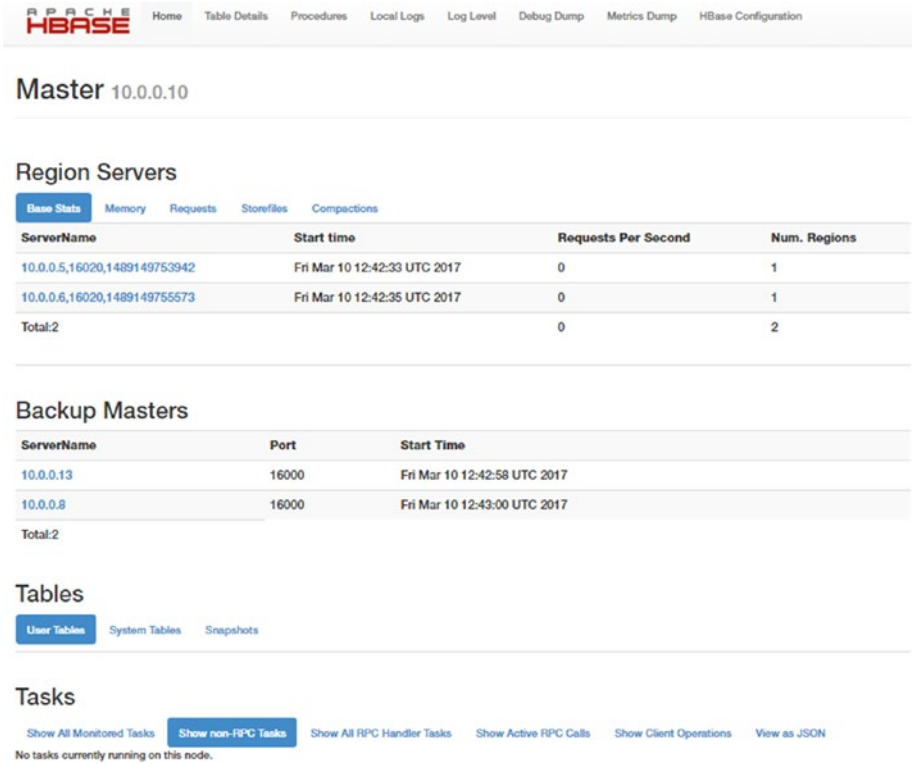 APACHE
HBASE
Home Table Details Procedures Local Logs Log Level Debug Dump Metrics Dump HBase Configuration
Master 10.0.0.10
Region Servers
Base Stats Memory Requests Storefiles Compactions
ServerName Start time Requests Per Second Num. Regions
10.0.0.5,16020,1489149753942 Fri Mar 10 12:42:33 UTC 2017 0 1
10.0.0.6,16020,1489149755573 Fri Mar 10 12:42:35 UTC 2017 0 1
Total:2 0 2
Backup Masters
ServerName Port Start Time
10.0.0.13 16000 Fri Mar 10 12:42:58 UTC 2017
10.0.0.8 16000 Fri Mar 10 12:43:00 UTC 2017
Total:2
Tables
User Tables System Tables Snapshots
Tasks
Show All Monitored Tasks Show non-RPC Tasks Show All RPC Handler Tasks Show Active RPC Calls Show Client Operations View as JSON
No tasks currently running on this node.